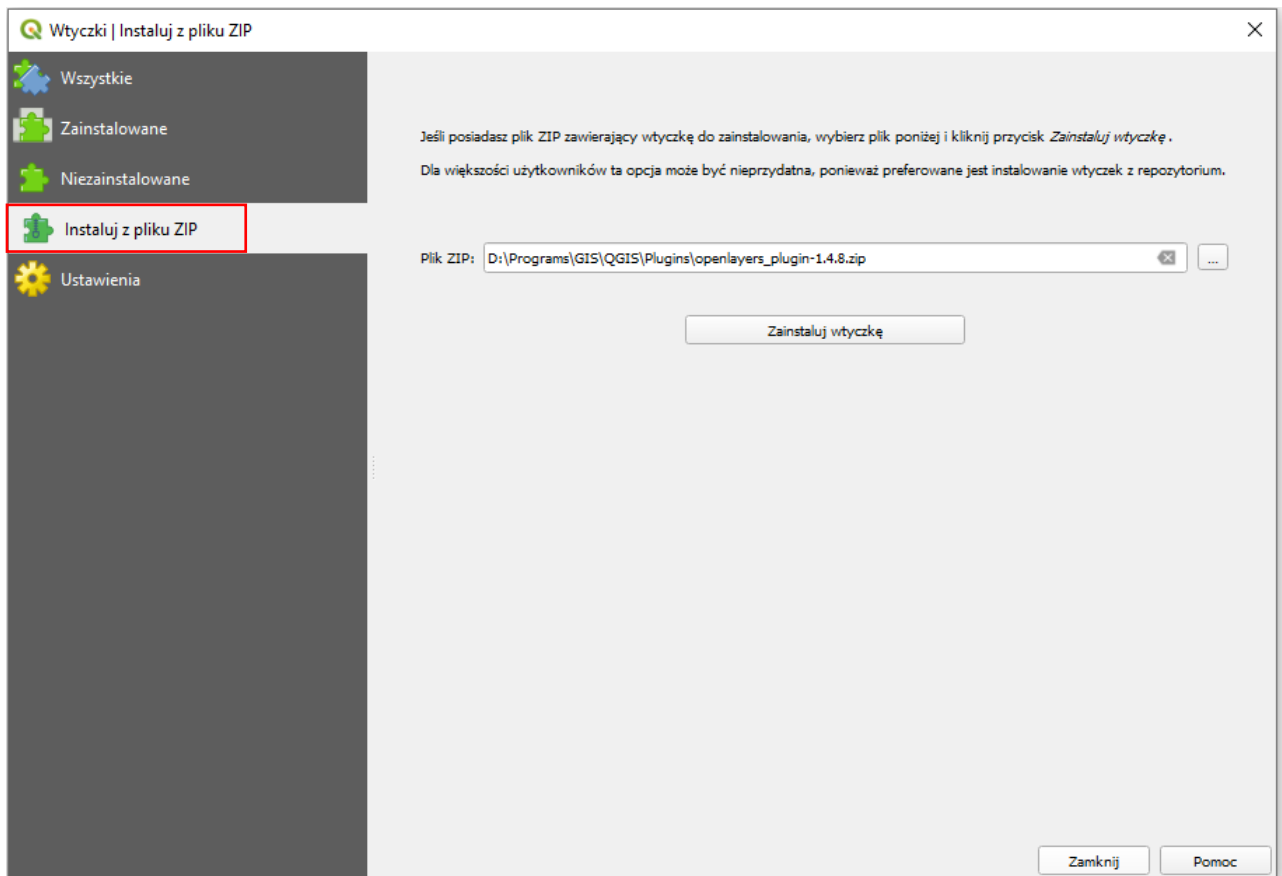 Wtyczki | Instaluj z pliku ZIP
Wszystkie
Zainstalowane
Niezainstalowane
Instaluj z pliku ZIP
Ustawienia
Jeśli posiadasz plik ZIP zawierający wtyczkę do zainstalowania, wybierz plik poniżej i kliknij przycisk Zainstaluj wtyczkę .
Dla większości użytkowników ta opcja może być nieprzydatna, ponieważ preferowane jest instalowanie wtyczek z repozytorium.
Plik ZIP: D:\Programs\GIS\QGIS\Plugins\openlayers_plugin-1.4.8.zip ...
Zainstaluj wtyczkę
Zamknij Pomoc